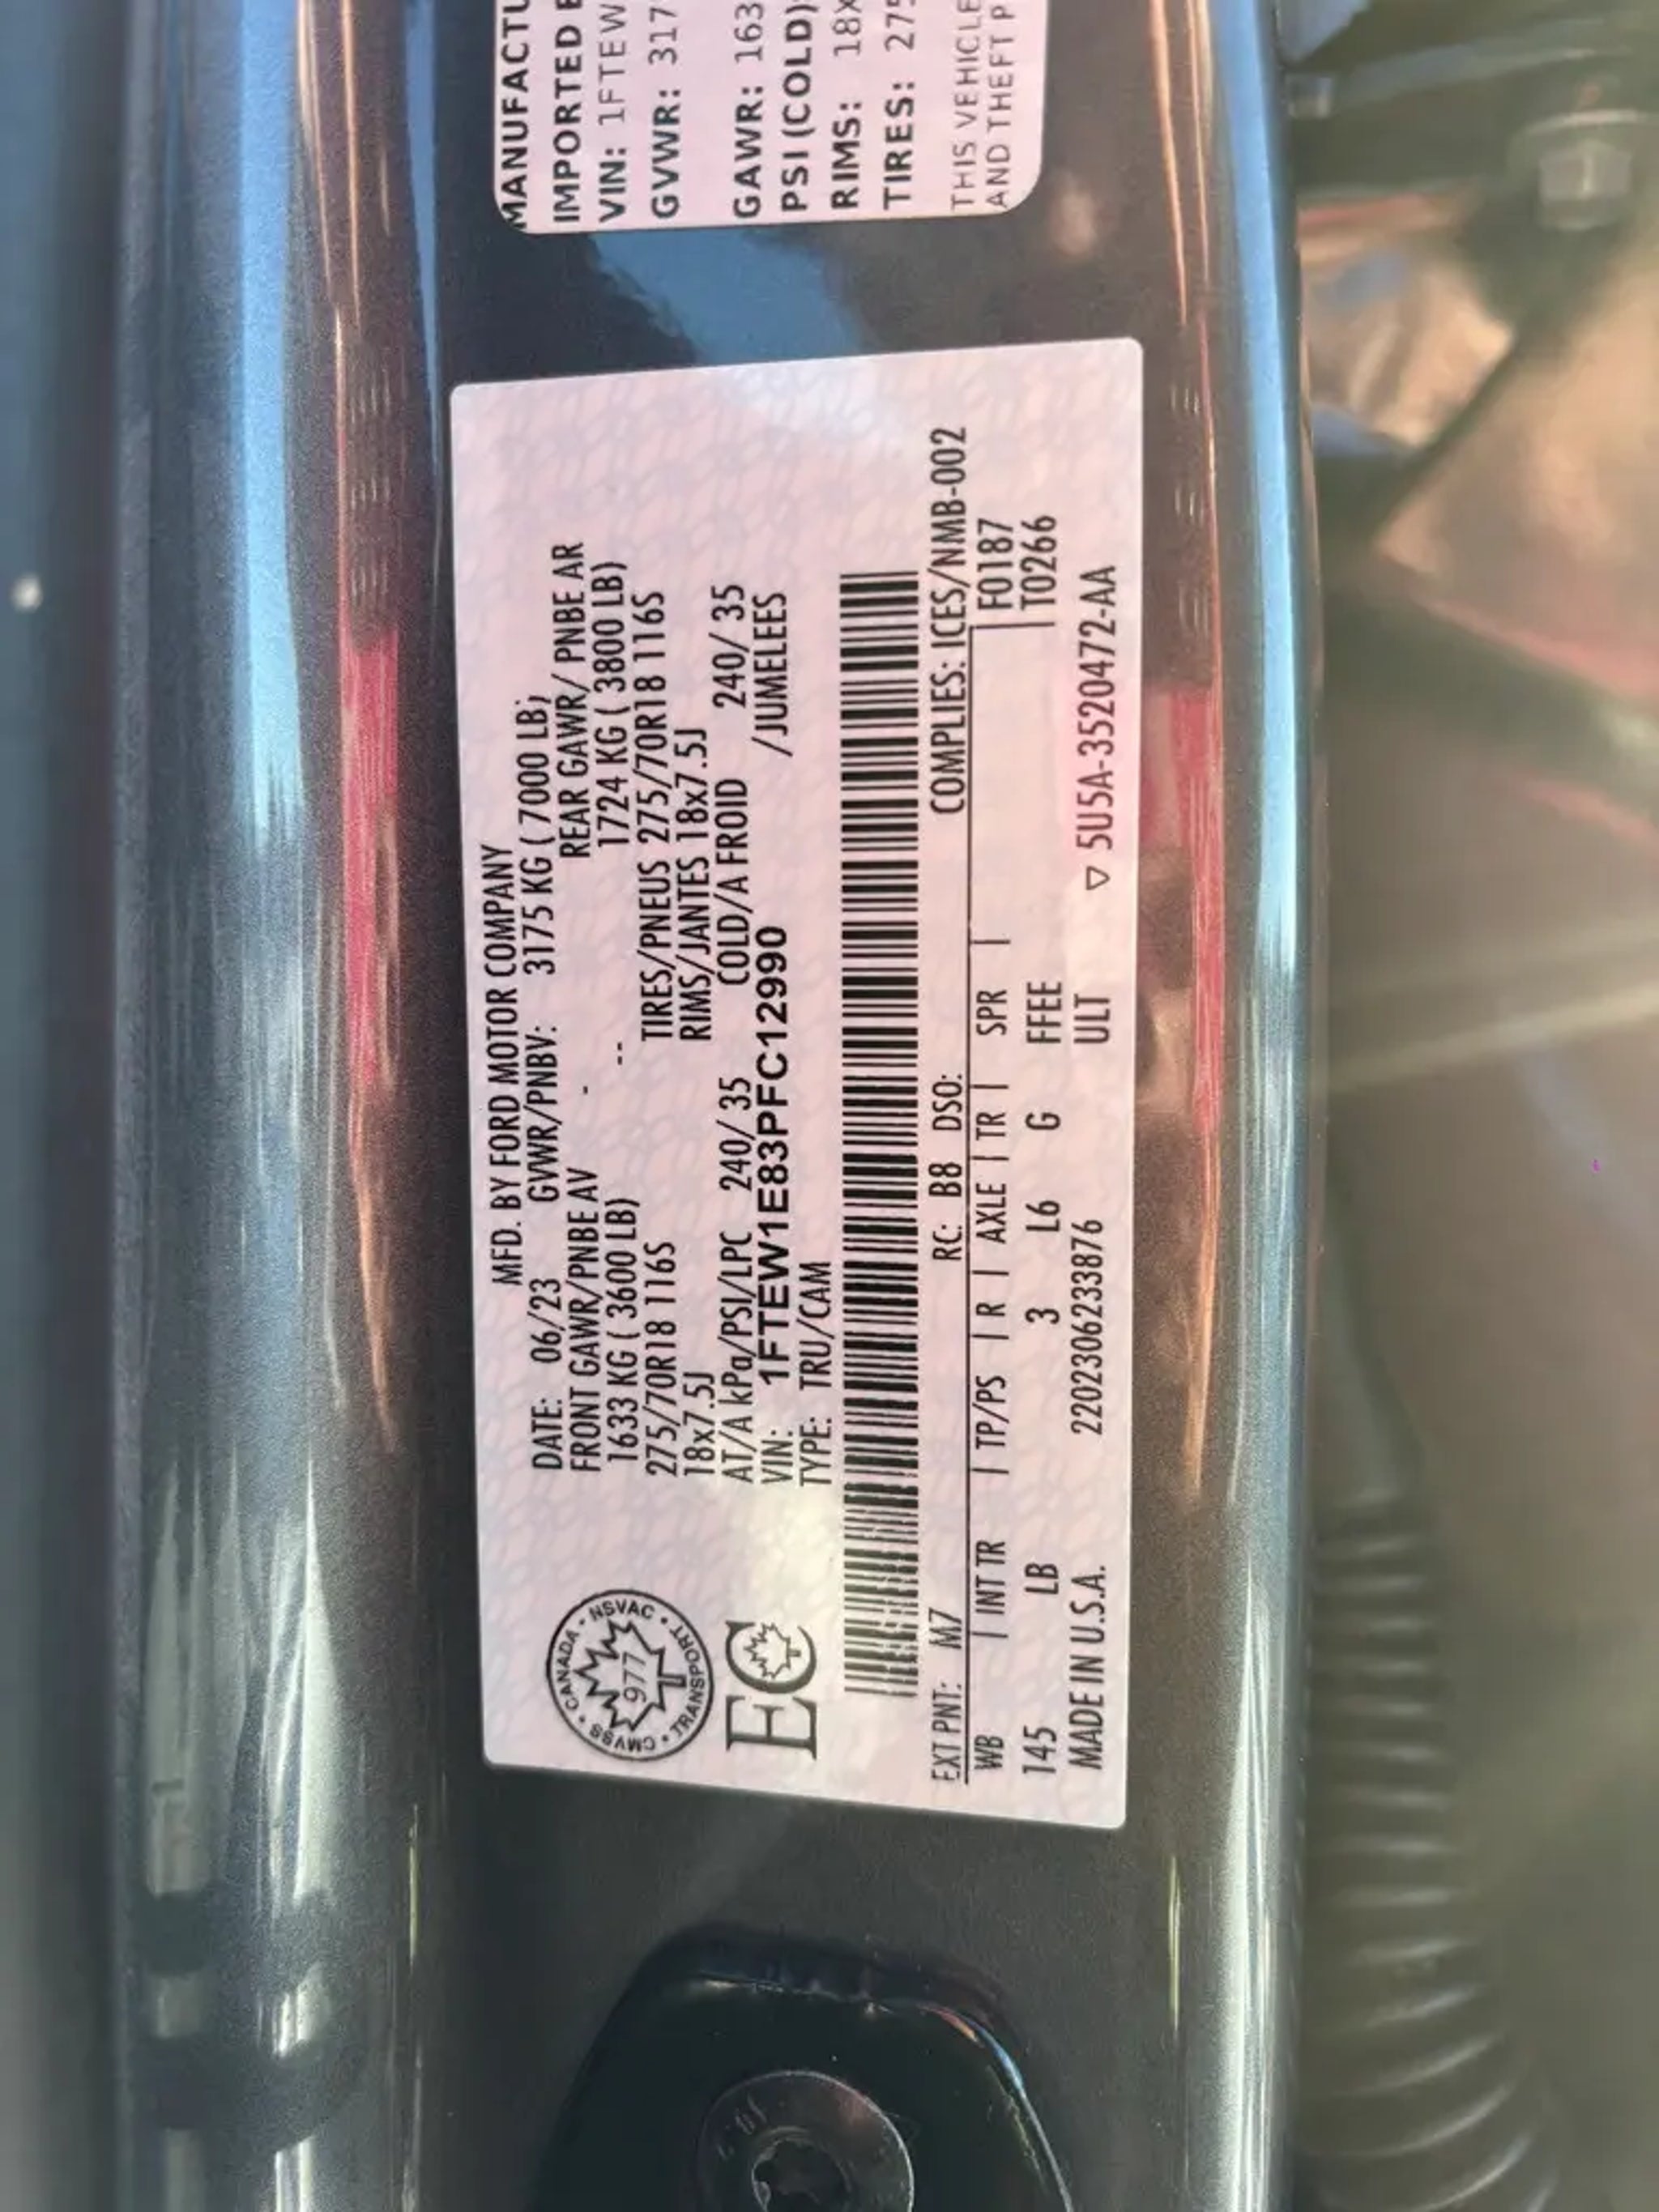 MANUFACTU
IMPORTED
VIN: 1FTEW
GVWR: 317
GAWR: 163
PSI (COLD):
RIMS: 18X
TIRES: 275
THIS VEHICLE
AND THEFT P
MFD. BY FORD MOTOR COMPANY
DATE: 06/23 GVWR/PNBV: 3175 KG ( 7000 LB)
FRONT GAWR/PNBE AV - REAR GAWR/ PNBE AR
1633 KG ( 3600 LB) -- 1724 KG ( 3800 LB)
275/70R18 116S TIRES/PNEUS 275/70R18 116S
18x7.5J RIMS/JANTES 18x7.5J
AT/A kPa/PSI/LPC 240/ 35 COLD/A FROID 240/ 35
VIN: 1FTEW1E83PFC12990 /JUMELEES
TYPE: TRU/CAM
CANADA • NSVAC • TRANSPORT • CMVSS •
977
EC
EXT PNT: M7 RC: B8 DSO: COMPLIES: ICES/NMB-002
WB | INT TR | TP/PS | R | AXLE | TR | SPR | F0187
145 LB 3 L6 G FFEE T0266
MADE IN U.S.A. 2202306233876 ULT ▽ 5U5A-3520472-AA